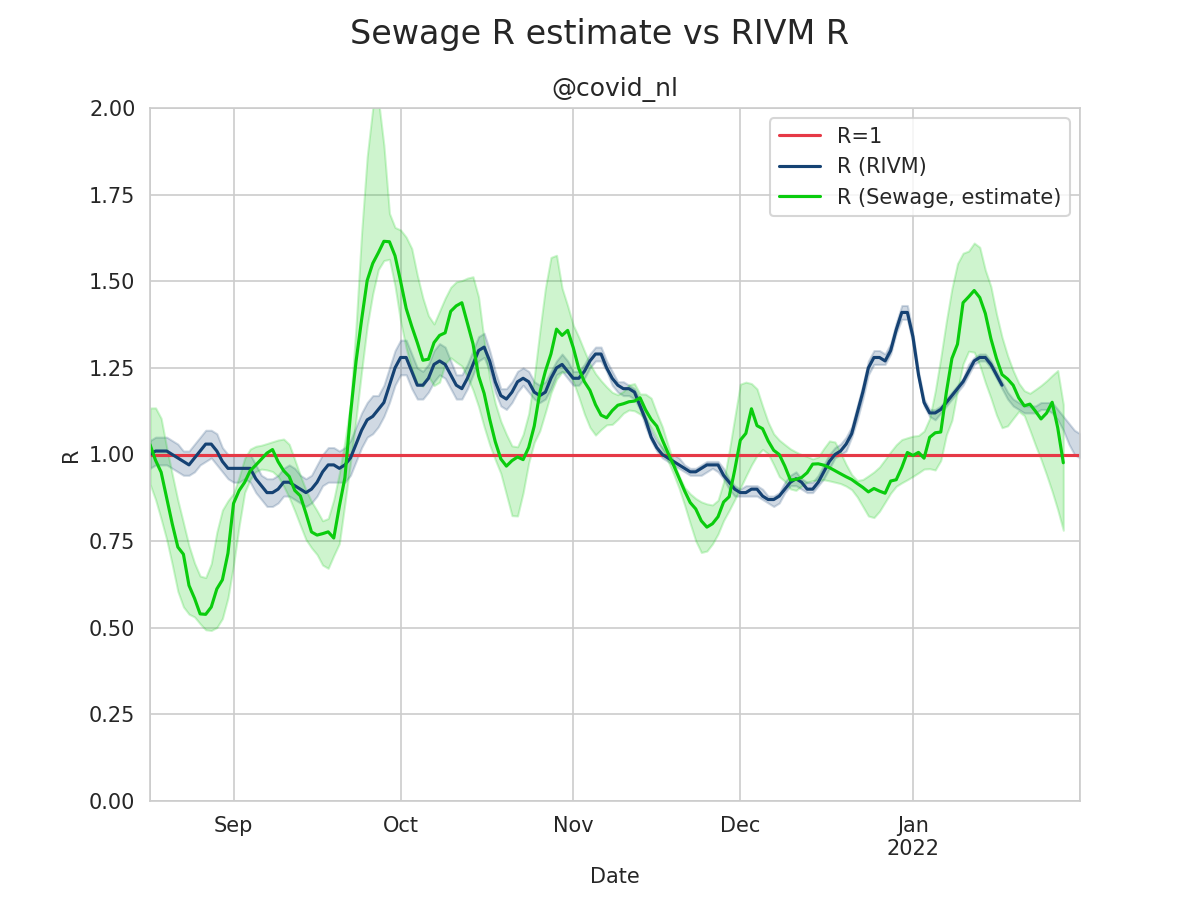 Sewage R estimate vs RIVM R
@covid_nl
R=1
R (RIVM)
R (Sewage, estimate)
2.00
1.75
1.50
1.25
1.00
0.75
0.50
0.25
0.00
R
Sep
Oct
Nov
Dec
Jan
2022
Date